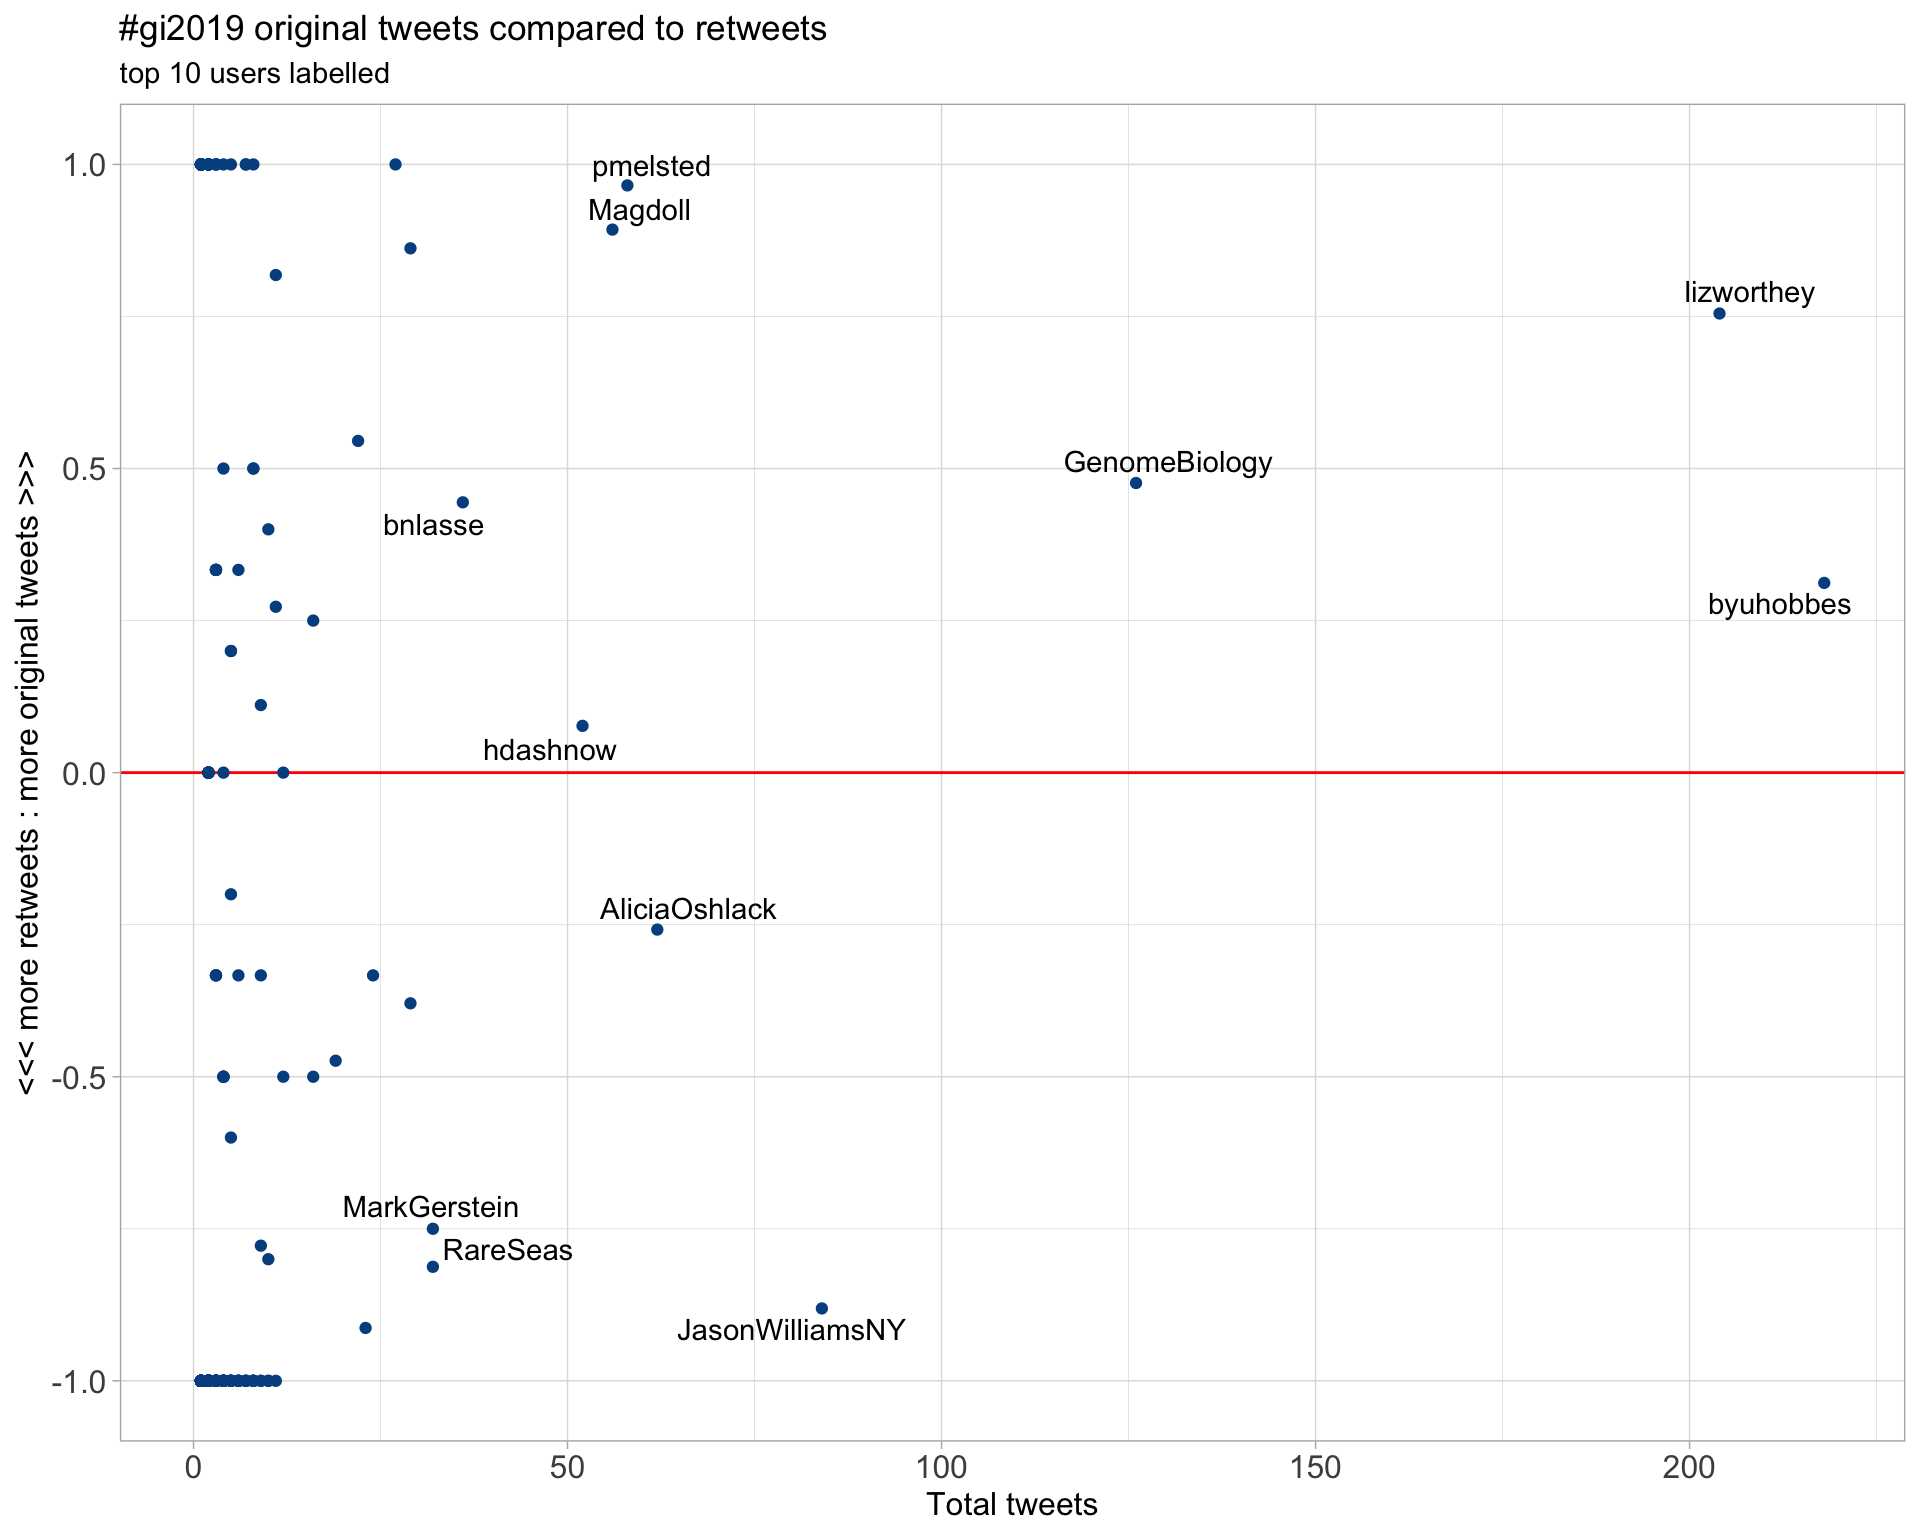 #gi2019 original tweets compared to retweets
top 10 users labelled
<<< more retweets : more original tweets >>>
1.0
0.5
0.0
-0.5
-1.0
pmelsted
Magdoll
lizworthey
GenomeBiology
bnlasse
byuhobbes
hdashnow
AliciaOshlack
MarkGerstein
RareSeas
JasonWilliamsNY
0 50 100 150 200
Total tweets